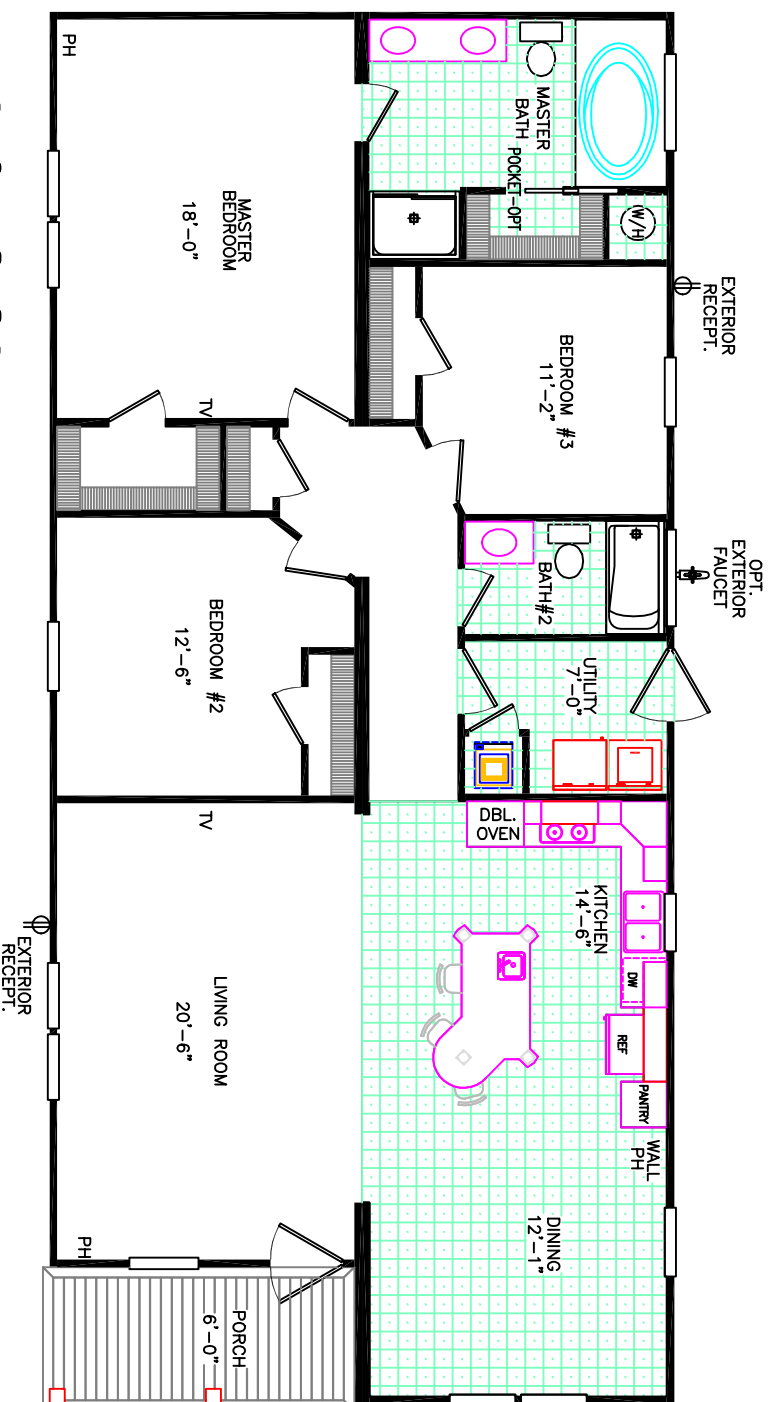 PH
MASTER
BATH
POCKET-OPT
W/H
MASTER
BEDROOM
18'-0"
EXTERIOR
RECEPT.
BEDROOM #3
11'-2"
TV
OPT.
EXTERIOR
FAUCET
BATH#2
BEDROOM #2
12'-6"
UTILITY
7'-0"
TV
DBL.
OVEN
KITCHEN
14'-6"
DW
REF
PANTRY
WALL
PH
EXTERIOR
RECEPT.
LIVING ROOM
20'-6"
DINING
12'-1"
PH
PORCH
6'-0"